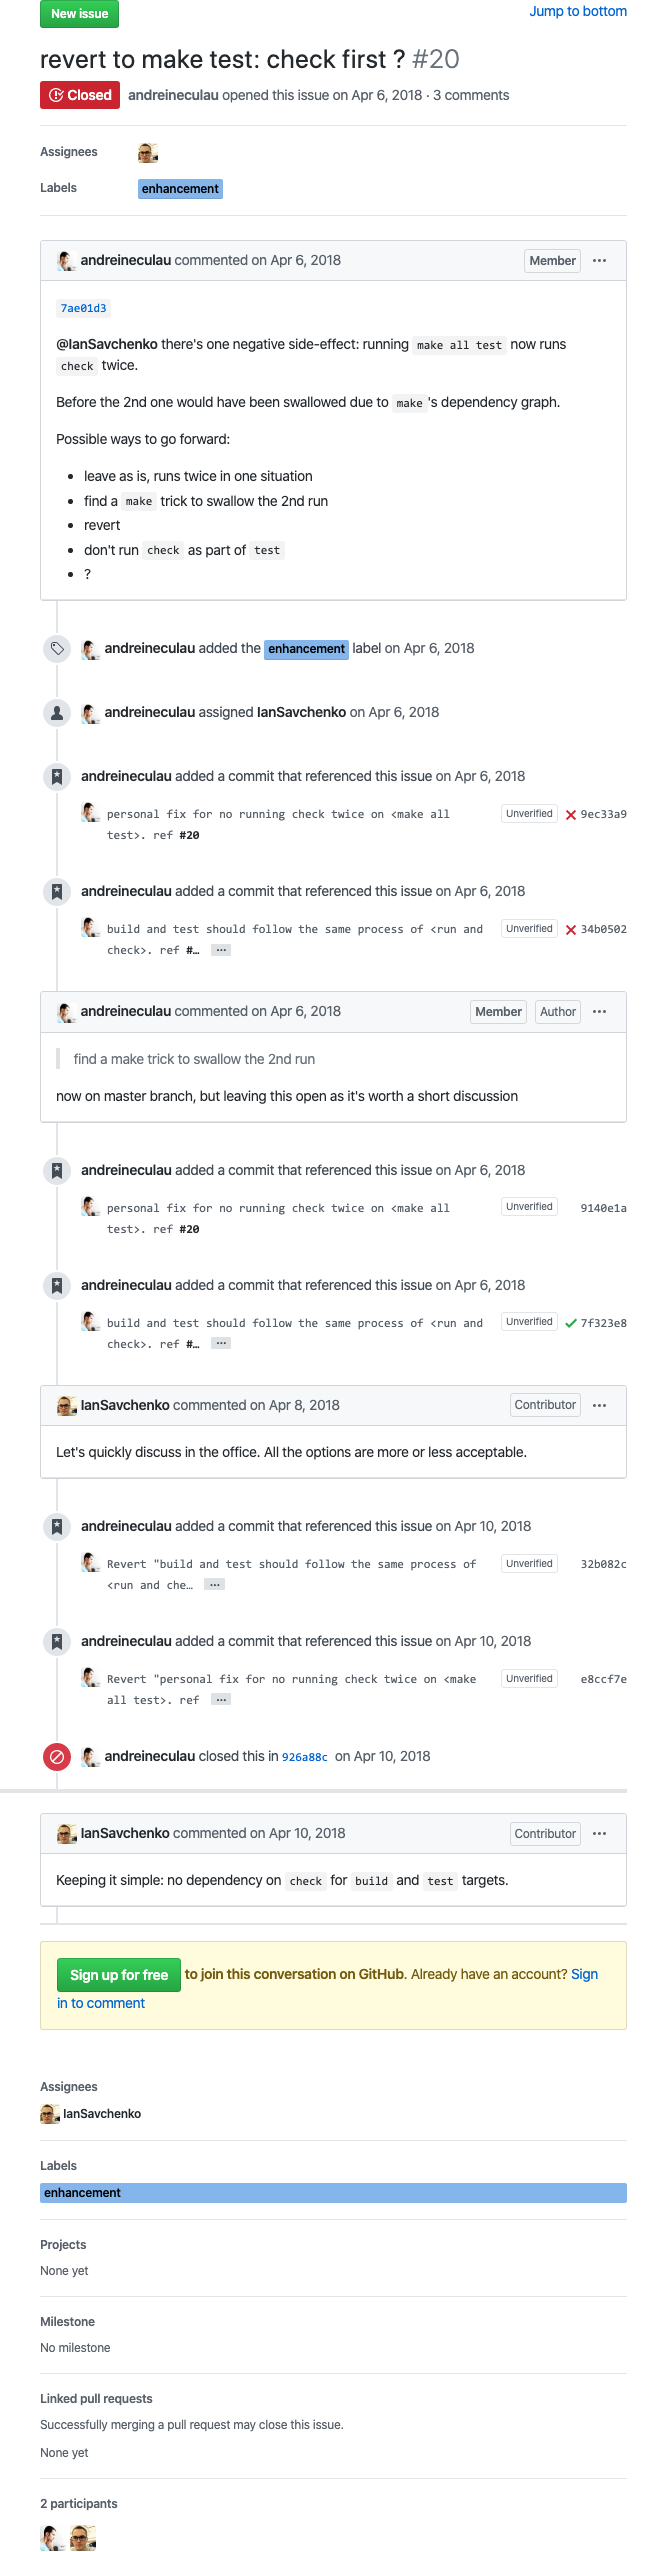 New issue
Jump to bottom
revert to make test: check first ? #20
Closed andreineculau opened this issue on Apr 6, 2018 · 3 comments
Assignees
Labels enhancement
andreineculau commented on Apr 6, 2018 Member ···
7ae01d3
@IanSavchenko there's one negative side-effect: running make all test now runs
check twice.
Before the 2nd one would have been swallowed due to make 's dependency graph.
Possible ways to go forward:
• leave as is, runs twice in one situation
• find a make trick to swallow the 2nd run
• revert
• don't run check as part of test
• ?
andreineculau added the enhancement label on Apr 6, 2018
andreineculau assigned IanSavchenko on Apr 6, 2018
andreineculau added a commit that referenced this issue on Apr 6, 2018
personal fix for no running check twice on <make all Unverified 9ec33a9
test>. ref #20
andreineculau added a commit that referenced this issue on Apr 6, 2018
build and test should follow the same process of <run and Unverified 34b0502
check>. ref #… ···
andreineculau commented on Apr 6, 2018 Member Author ···
find a make trick to swallow the 2nd run
now on master branch, but leaving this open as it's worth a short discussion
andreineculau added a commit that referenced this issue on Apr 6, 2018
personal fix for no running check twice on <make all Unverified 9140e1a
test>. ref #20
andreineculau added a commit that referenced this issue on Apr 6, 2018
build and test should follow the same process of <run and Unverified 7f323e8
check>. ref #… ···
IanSavchenko commented on Apr 8, 2018 Contributor ···
Let's quickly discuss in the office. All the options are more or less acceptable.
andreineculau added a commit that referenced this issue on Apr 10, 2018
Revert "build and test should follow the same process of Unverified 32b082c
<run and che… ···
andreineculau added a commit that referenced this issue on Apr 10, 2018
Revert "personal fix for no running check twice on <make Unverified e8ccf7e
all test>. ref ···
andreineculau closed this in 926a88c on Apr 10, 2018
IanSavchenko commented on Apr 10, 2018 Contributor ···
Keeping it simple: no dependency on check for build and test targets.
Sign up for free to join this conversation on GitHub. Already have an account? Sign
in to comment
Assignees
IanSavchenko
Labels
enhancement
Projects
None yet
Milestone
No milestone
Linked pull requests
Successfully merging a pull request may close this issue.
None yet
2 participants